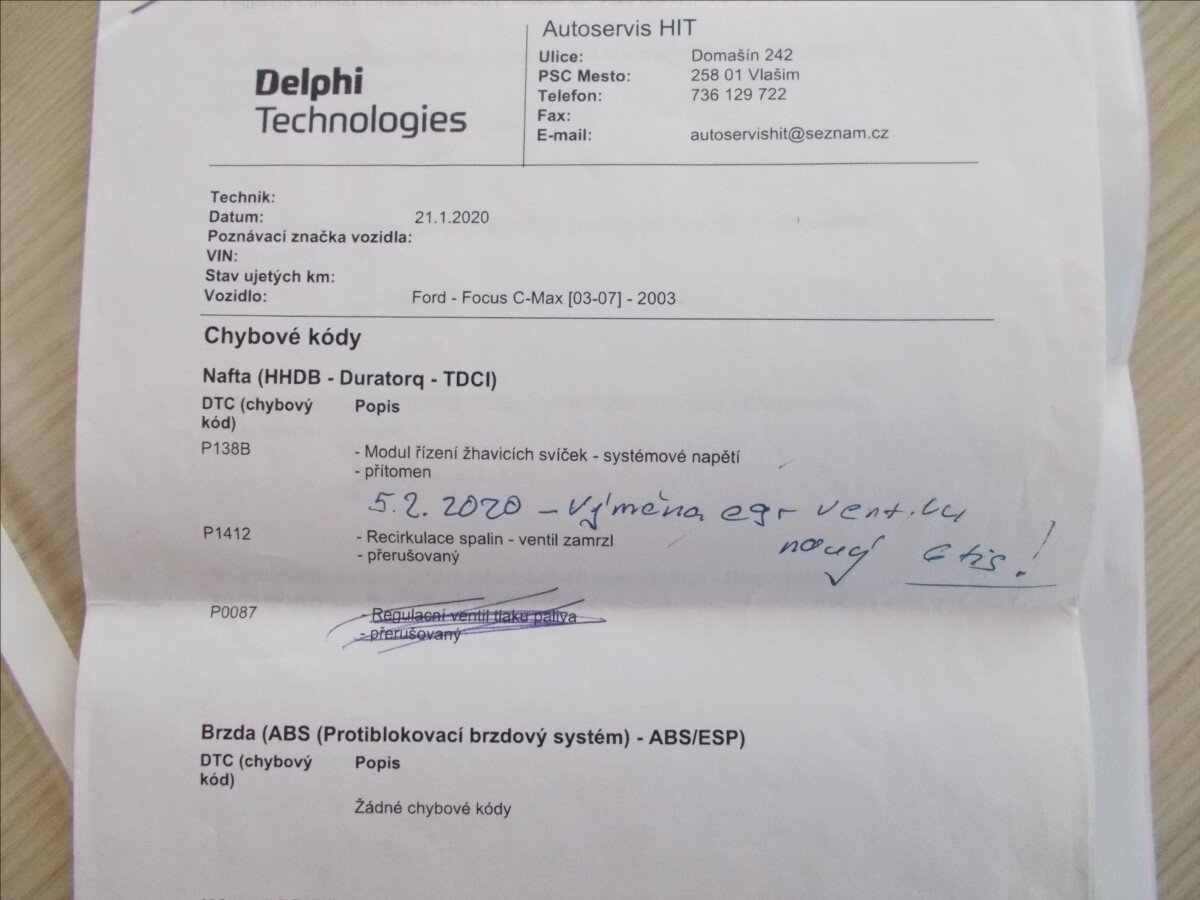 Autoservis HIT
Ulice: Domašín 242
PSC Mesto: 258 01 Vlašim
Telefon: 736 129 722
Fax:
E-mail: autoservishit@seznam.cz
Delphi
Technologies
Technik:
Datum: 21.1.2020
Poznávací značka vozidla:
VIN:
Stav ujetých km:
Vozidlo: Ford - Focus C-Max [03-07] - 2003
Chybové kódy
Nafta (HHDB - Duratorq - TDCI)
DTC (chybový Popis
kód)
P138B - Modul řízení žhavicích svíček - systémové napětí
- přítomen
5.2.2020 - Výměna egr ventilu
P1412 - Recirkulace spalin - ventil zamrzl
nový !
- přerušovaný
P0087 - Regulacní ventil tlaku paliva
- přerušovaný
Brzda (ABS (Protiblokovací brzdový systém) - ABS/ESP)
DTC (chybový Popis
kód)
Žádné chybové kódy